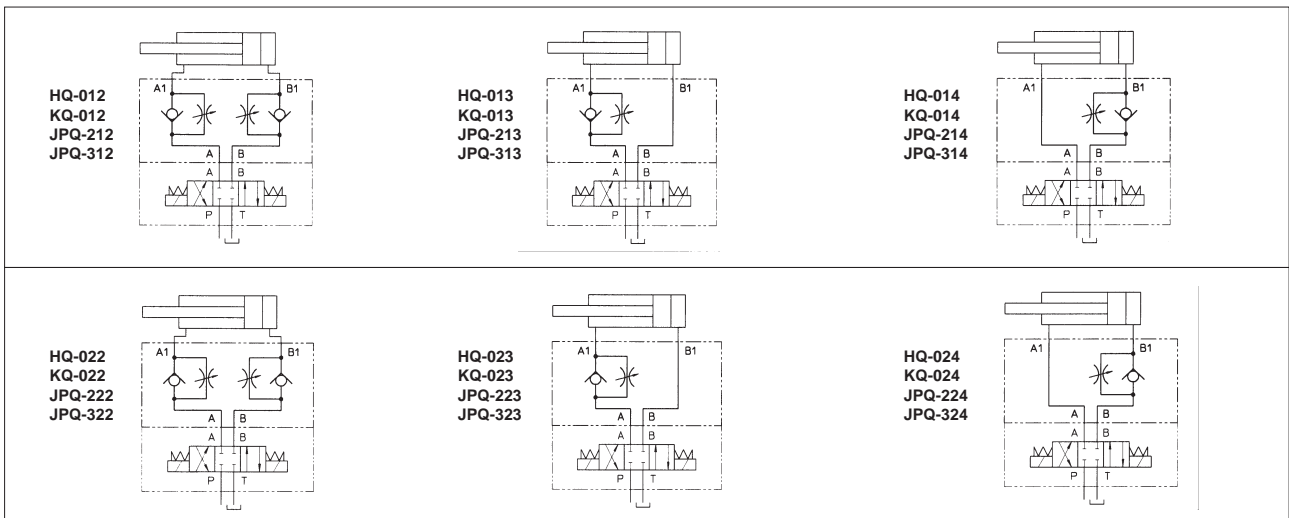 HQ-012
KQ-012
JPQ-212
JPQ-312
A1
B1
A B
A B
P T
HQ-013
KQ-013
JPQ-213
JPQ-313
A1
B1
A B
A B
P T
HQ-014
KQ-014
JPQ-214
JPQ-314
A1
B1
A B
A B
P T
HQ-022
KQ-022
JPQ-222
JPQ-322
A1
B1
A B
A B
P T
HQ-023
KQ-023
JPQ-223
JPQ-323
A1
B1
A B
A B
P T
HQ-024
KQ-024
JPQ-224
JPQ-324
A1
B1
A B
A B
P T